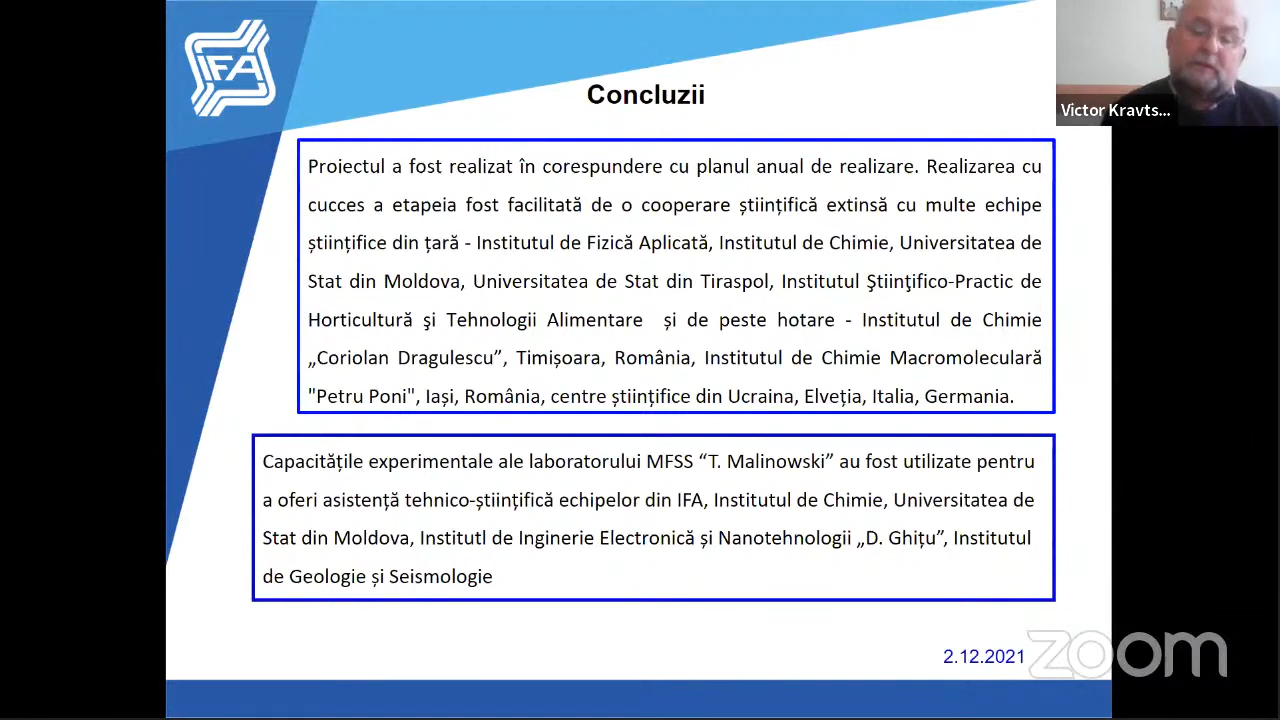 IFA
Concluzii
Victor Kravts...
Proiectul a fost realizat în corespundere cu planul anual de realizare. Realizarea cu
cucces a etapeia fost facilitată de o cooperare științifică extinsă cu multe echipe
științifice din țară - Institutul de Fizică Aplicată, Institutul de Chimie, Universitatea de
Stat din Moldova, Universitatea de Stat din Tiraspol, Institutul Ştiinţifico-Practic de
Horticultură şi Tehnologii Alimentare și de peste hotare - Institutul de Chimie
„Coriolan Dragulescu”, Timișoara, România, Institutul de Chimie Macromoleculară
"Petru Poni", Iași, România, centre științifice din Ucraina, Elveția, Italia, Germania.
Capacitățile experimentale ale laboratorului MFSS “T. Malinowski” au fost utilizate pentru
a oferi asistență tehnico-științifică echipelor din IFA, Institutul de Chimie, Universitatea de
Stat din Moldova, Institutl de Inginerie Electronică și Nanotehnologii „D. Ghițu”, Institutul
de Geologie și Seismologie
2.12.2021
zoom